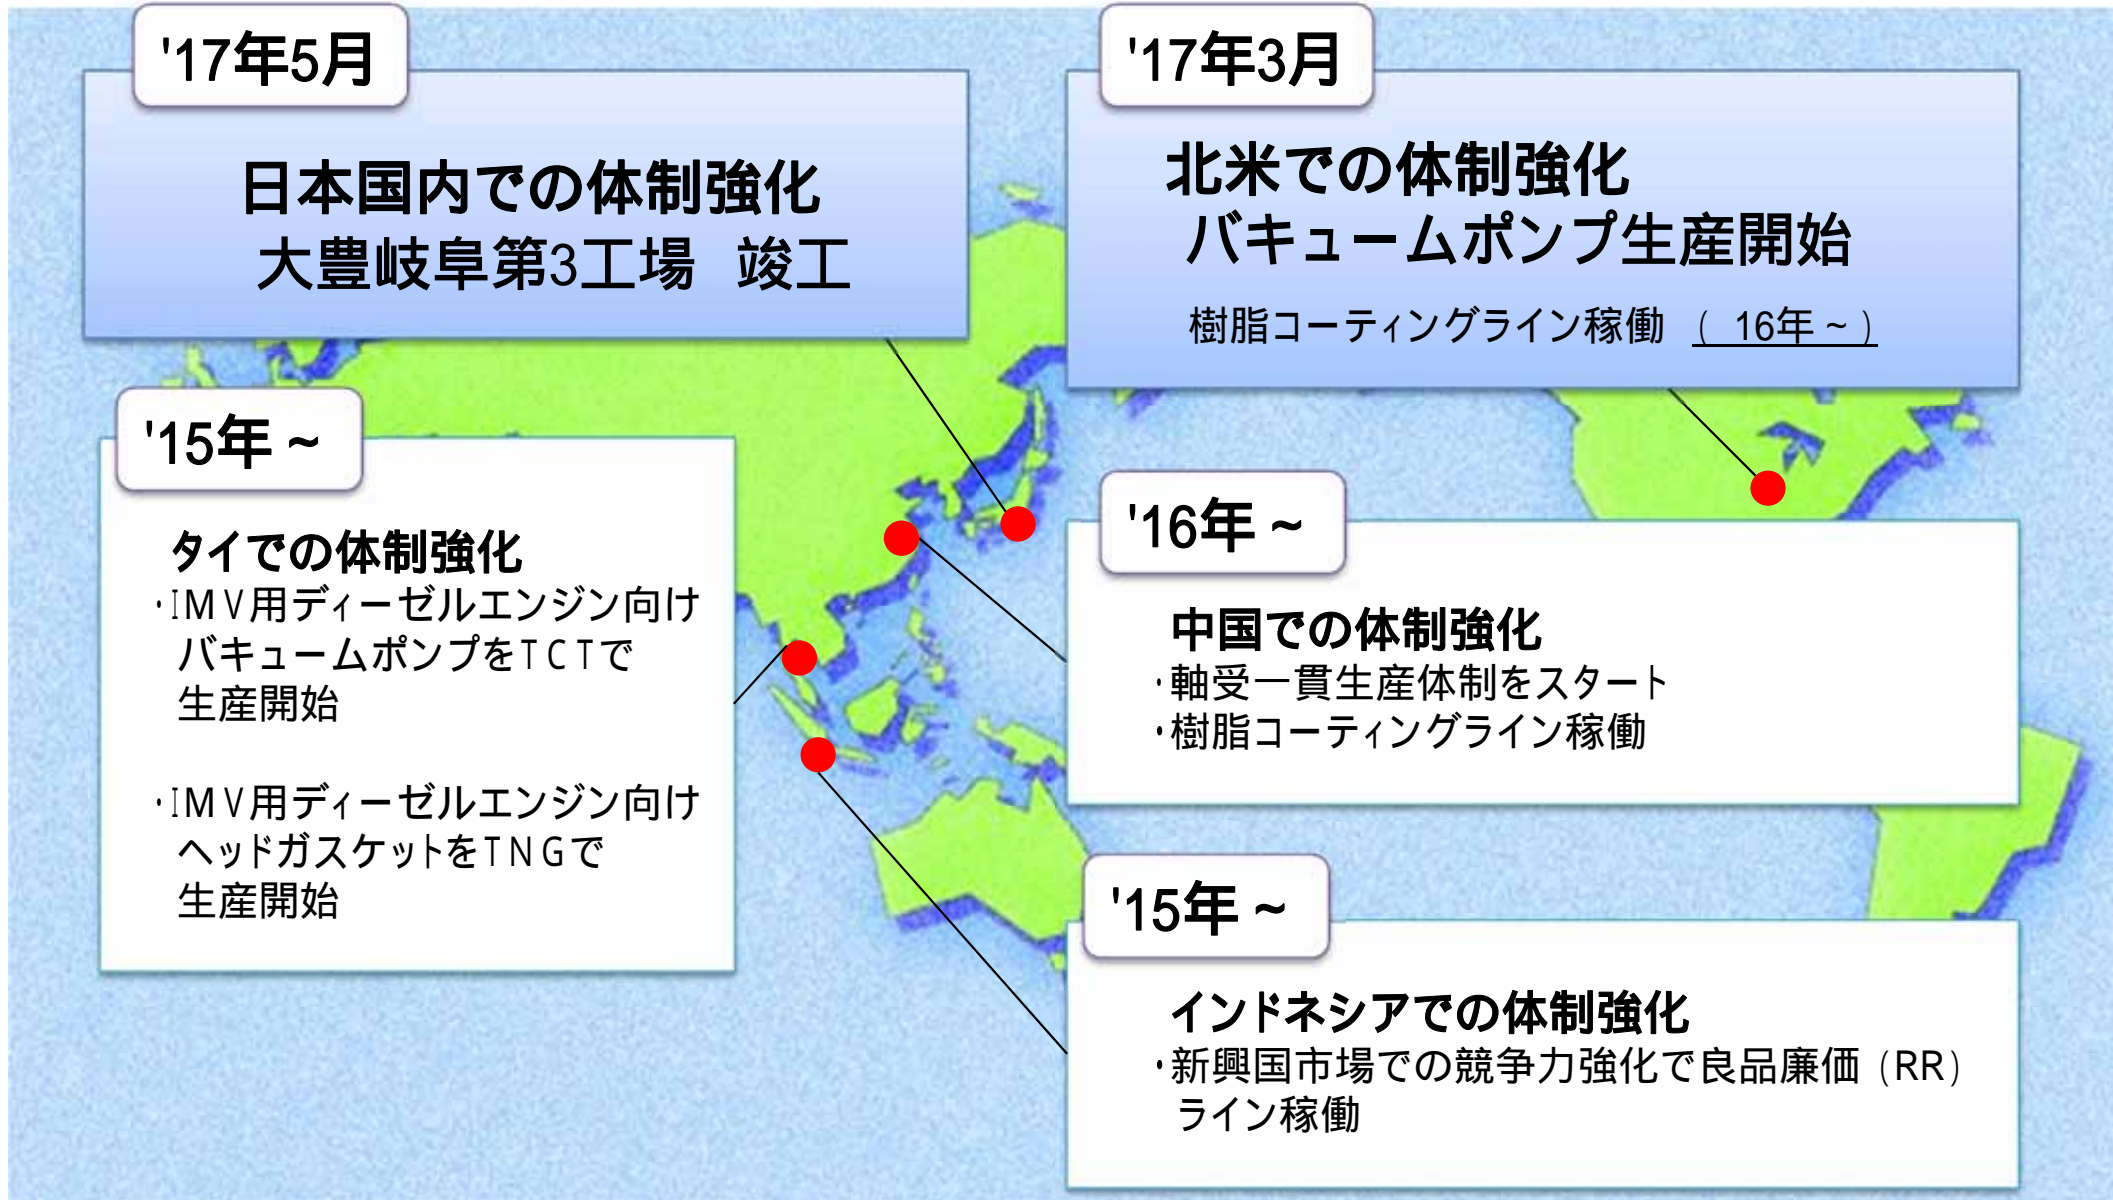 '17年5月
日本国内での体制強化
大豊岐阜第3工場 竣工
'17年3月
北米での体制強化
バキュームポンプ生産開始
樹脂コーティングライン稼働 ( 16年~)
'15年~
タイでの体制強化
・IMV用ディーゼルエンジン向け
バキュームポンプをTCTで
生産開始
・IMV用ディーゼルエンジン向け
ヘッドガスケットをTNGで
生産開始
'16年~
中国での体制強化
・軸受一貫生産体制をスタート
・樹脂コーティングライン稼働
'15年~
インドネシアでの体制強化
・新興国市場での競争力強化で良品廉価(RR)
ライン稼働